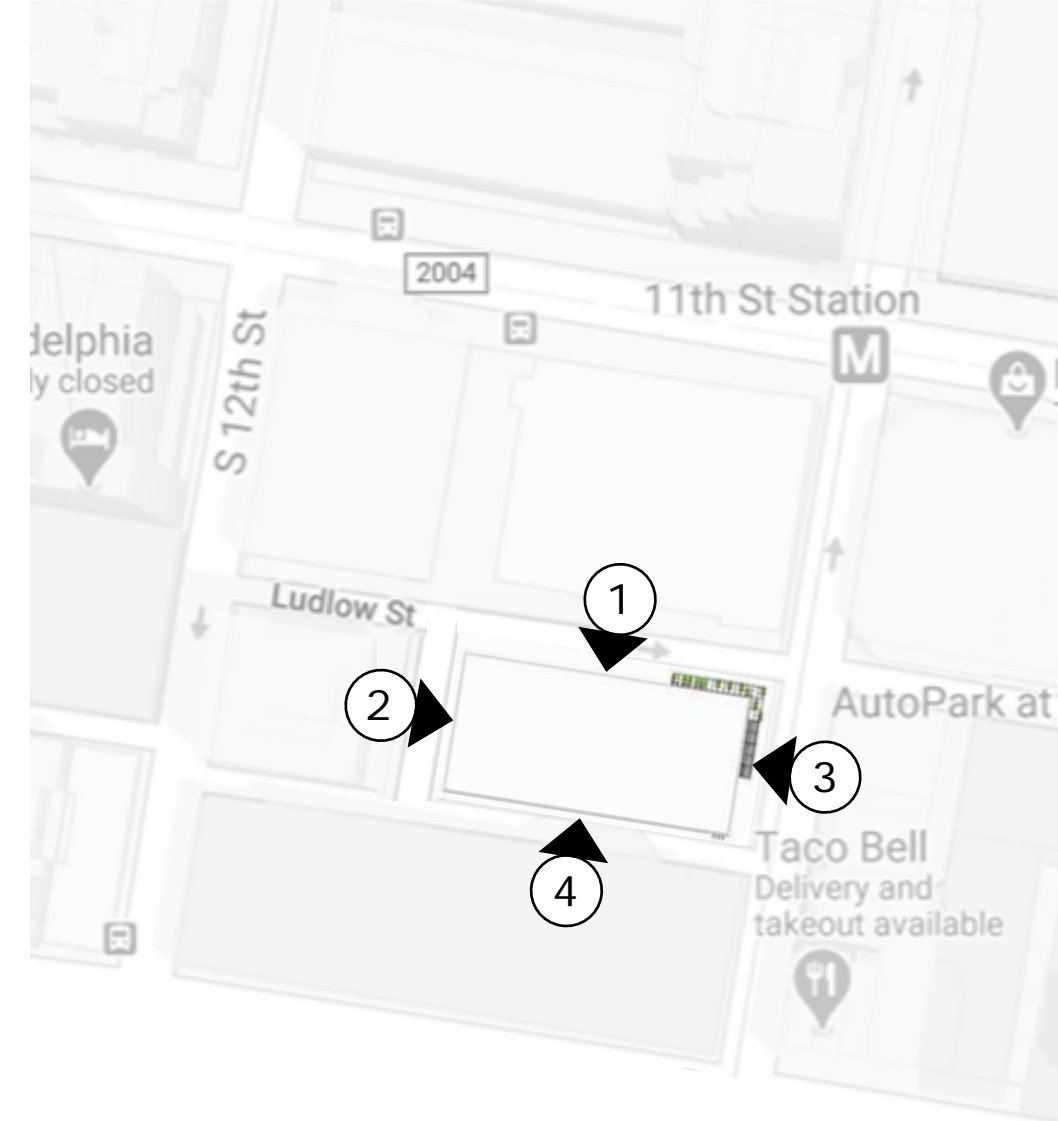 2004
11th St Station
M
delphia
ly closed
S 12th St
Ludlow St
1
2
AutoPark at
3
Taco Bell
Delivery and
takeout available
4